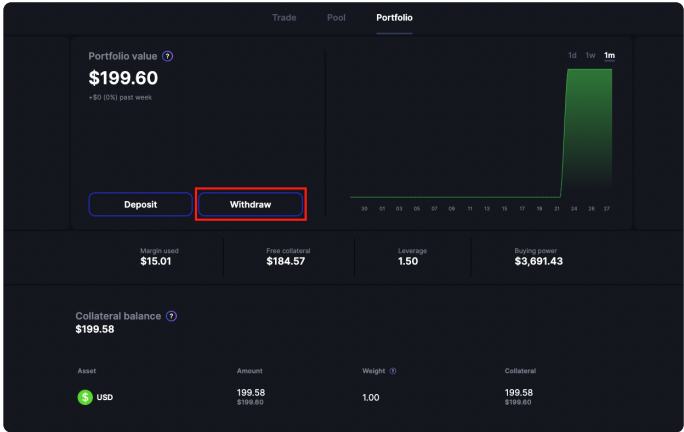 Trade Pool Portfolio
Portfolio value ?
$199.60
+$0 (0%) past week
1d 1w 1m
Deposit Withdraw
30 01 03 05 07 09 11 13 15 17 19 21 24 26 27
Margin used Free collateral Leverage Buying power
$15.01 $184.57 1.50 $3,691.43
Collateral balance ?
$199.58
Asset Amount Weight ? Collateral
$ USD 199.58 1.00 199.58
$199.60 $199.60